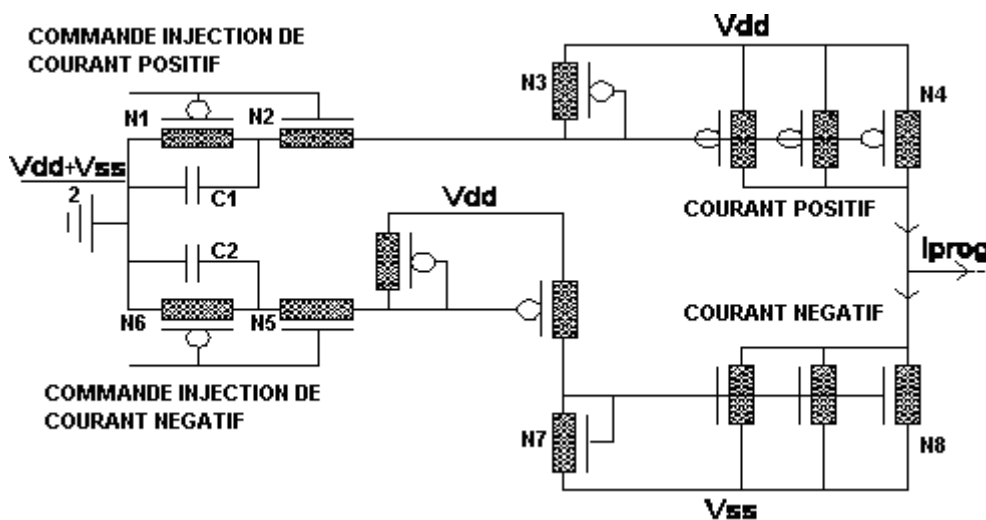 COMMANDE INJECTION DE
COURANT POSITIF
Vdd
N3
N4
N1
N2
Vdd+Vss
2
C1
Vdd
COURANT POSITIF
Iprog
C2
COURANT NEGATIF
N6
N5
COMMANDE INJECTION DE
COURANT NEGATIF
N7
N8
Vss